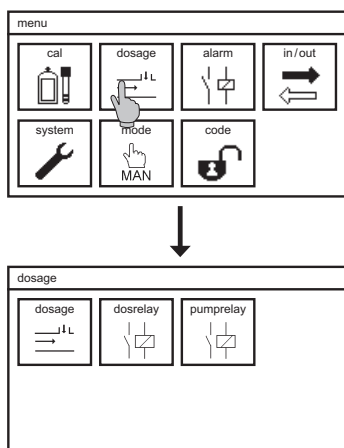 menu
cal dosage alarm in/out
system mode code
MAN
dosage
dosage dosrelay pumprelay